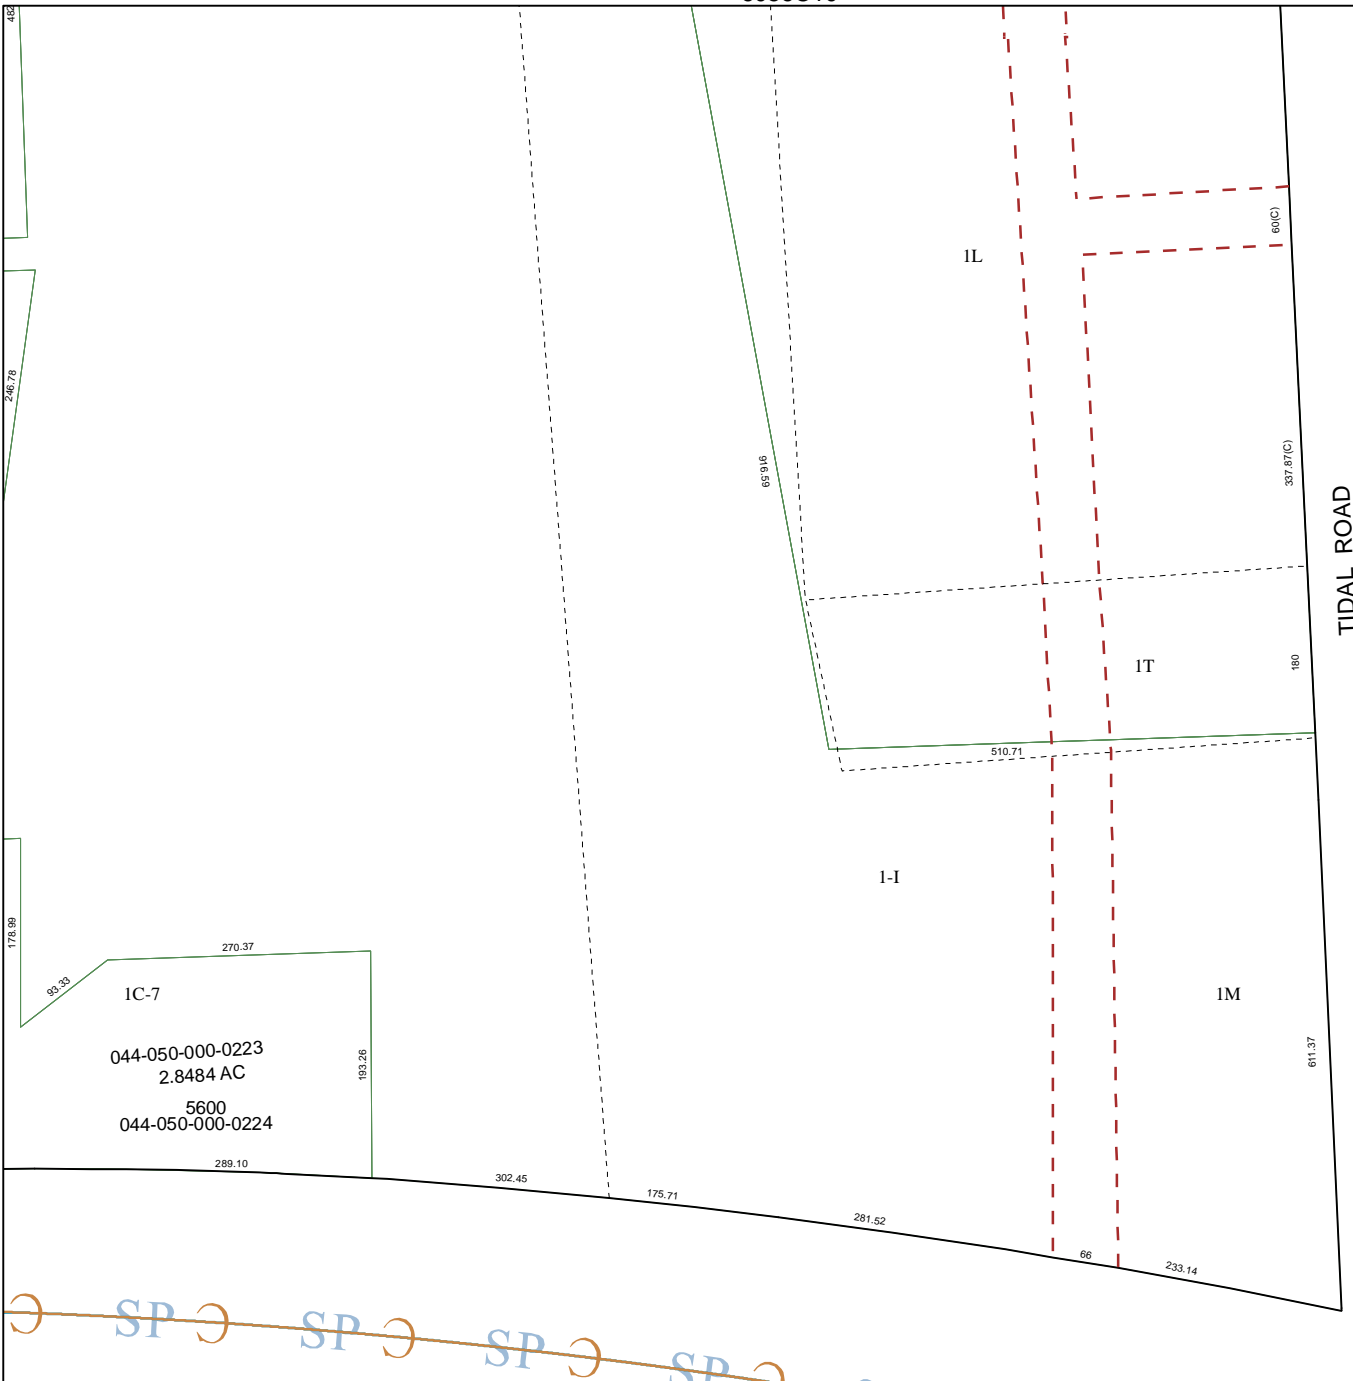 482
60(C)
1L
246.78
337.87(C)
916.59
TIDAL ROAD
1T
180
510.71
1-I
178.99
270.37
93.33
1C-7
1M
193.26
611.37
044-050-000-0223
2.8484 AC
5600
044-050-000-0224
289.10
302.45
175.71
281.52
66
233.14
SP
SP
SP
SP